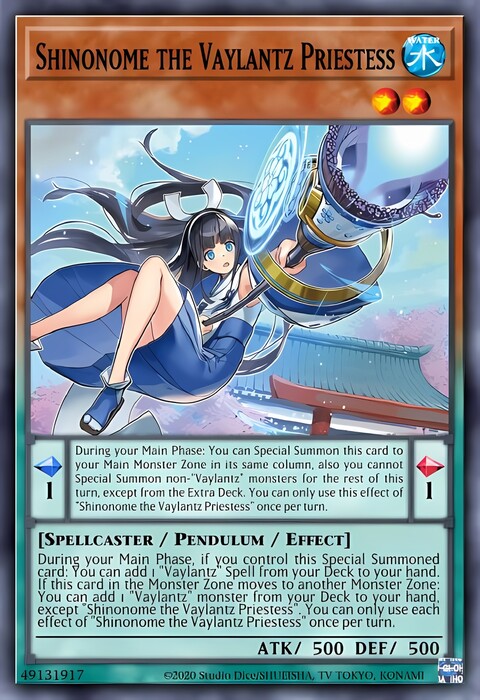 SHINONOME THE VAYLANTZ PRIESTESS
WATER
水
During your Main Phase: You can Special Summon this card to
your Main Monster Zone in its same column, also you cannot
Special Summon non-"Vaylantz" monsters for the rest of this
turn, except from the Extra Deck. You can only use this effect of
"Shinonome the Vaylantz Priestess" once per turn.
1
1
[SPELLCASTER / PENDULUM / EFFECT]
During your Main Phase, if you control this Special Summoned
card: You can add 1 "Vaylantz" Spell from your Deck to your hand.
If this card in the Monster Zone moves to another Monster Zone:
You can add 1 "Vaylantz" monster from your Deck to your hand,
except "Shinonome the Vaylantz Priestess". You can only use each
effect of "Shinonome the Vaylantz Priestess" once per turn.
ATK/ 500 DEF/ 500
49131917
©2020 Studio Dice/SHUEISHA, TV TOKYO, KONAMI